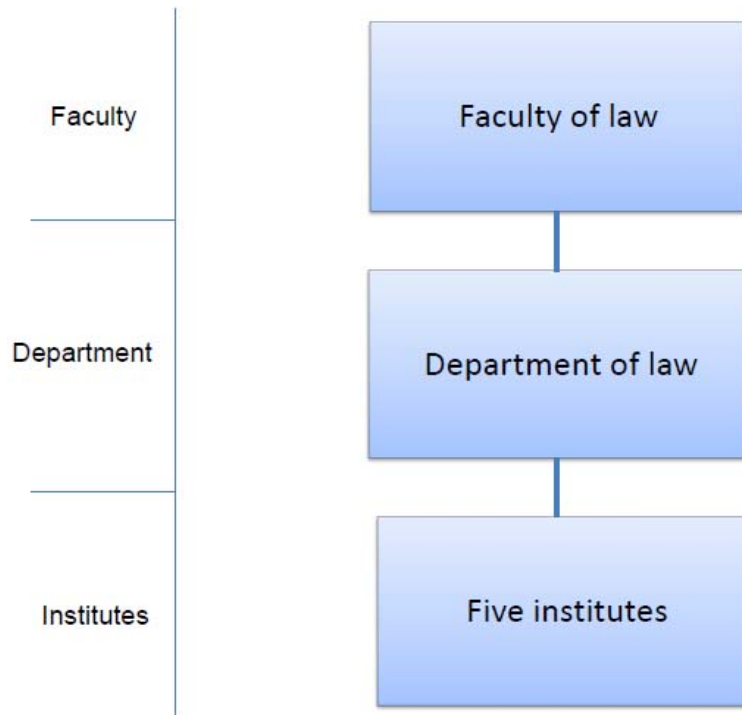 Faculty
Faculty of law
Department
Department of law
Institutes
Five institutes